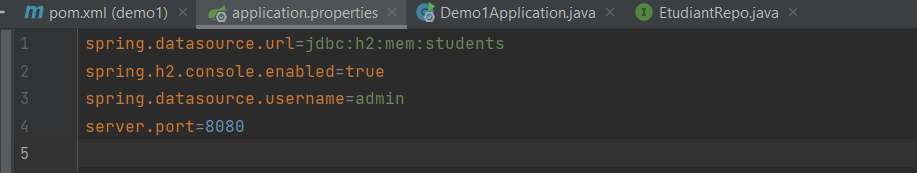 m pom.xml (demo1) application.properties Demo1Application.java I EtudiantRepo.java
1 spring.datasource.url=jdbc:h2:mem:students
2 spring.h2.console.enabled=true
3 spring.datasource.username=admin
4 server.port=8080
5